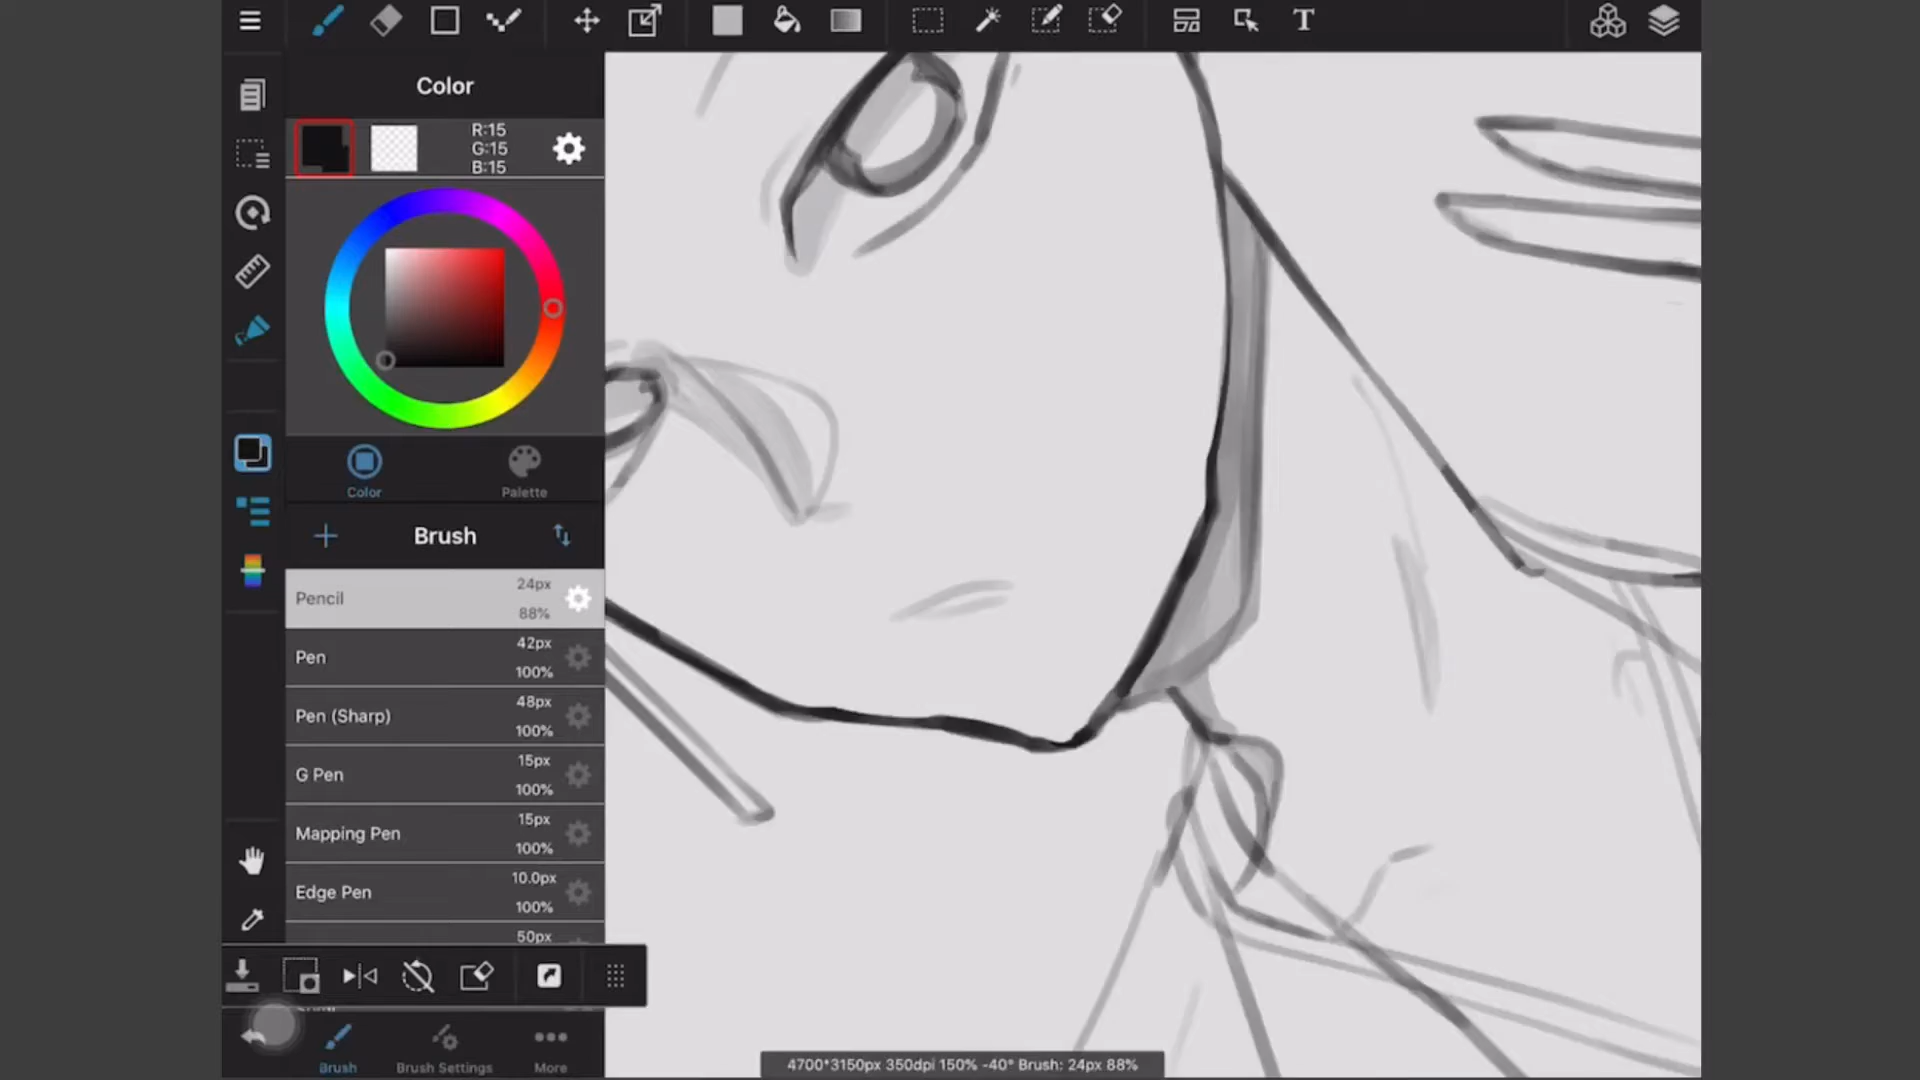 T
Color
R:15
G:15
B:15
Color
Palette
Brush
Pencil
24px
88%
Pen
42px
100%
Pen (Sharp)
48px
100%
G Pen
15px
100%
Mapping Pen
15px
100%
Edge Pen
10.0px
100%
50px
Brush
Brush Settings
More
4700*3150px 350dpi 150% -40° Brush: 24px 88%